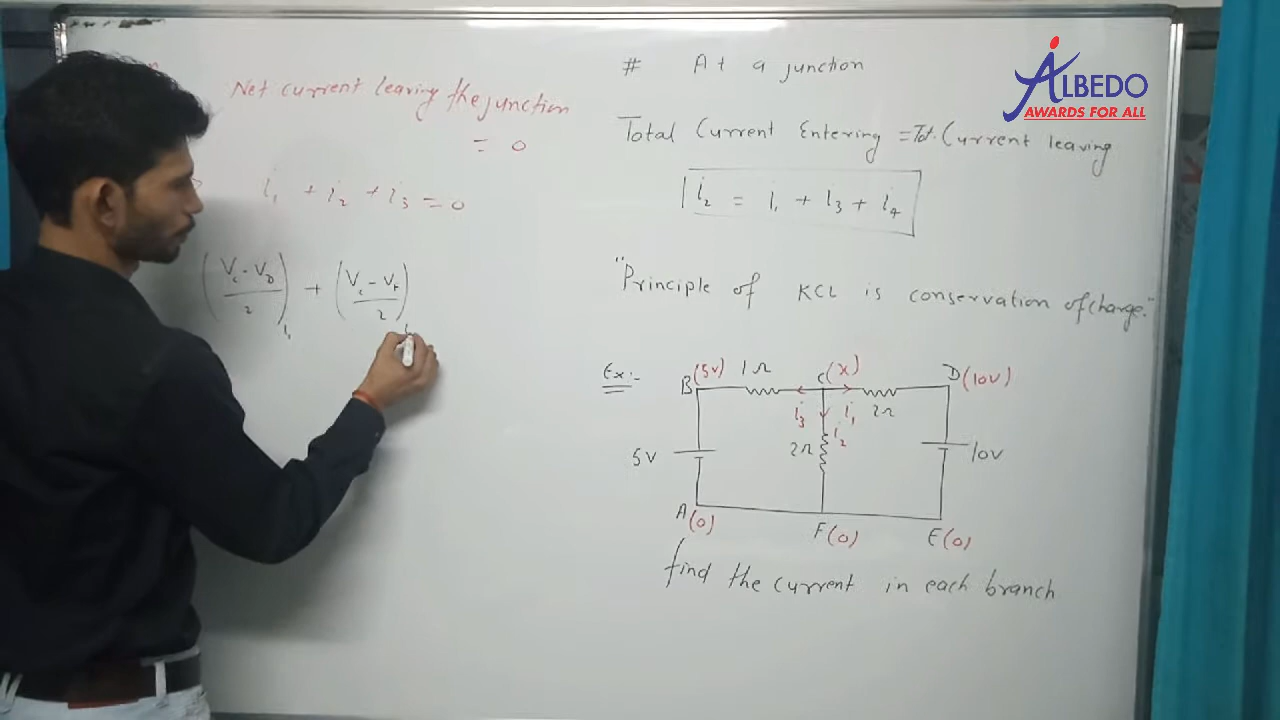 Net current leaving the junction
= 0
i1 + i2 + i3 = 0
(Vc - VD / 2)i1 + (Vc - VF / 2)
# At a junction
Total Current Entering = Tot. Current leaving
i2 = i1 + i3 + i4
"Principle of KCL is conservation of charge."
Ex:-
B (5v) 1Ω C (x) D (10v)
i3 i1 2Ω
i2
2Ω
5v 10v
A (0) F (0) E (0)
find the current in each branch
ALBEDO
AWARDS FOR ALL